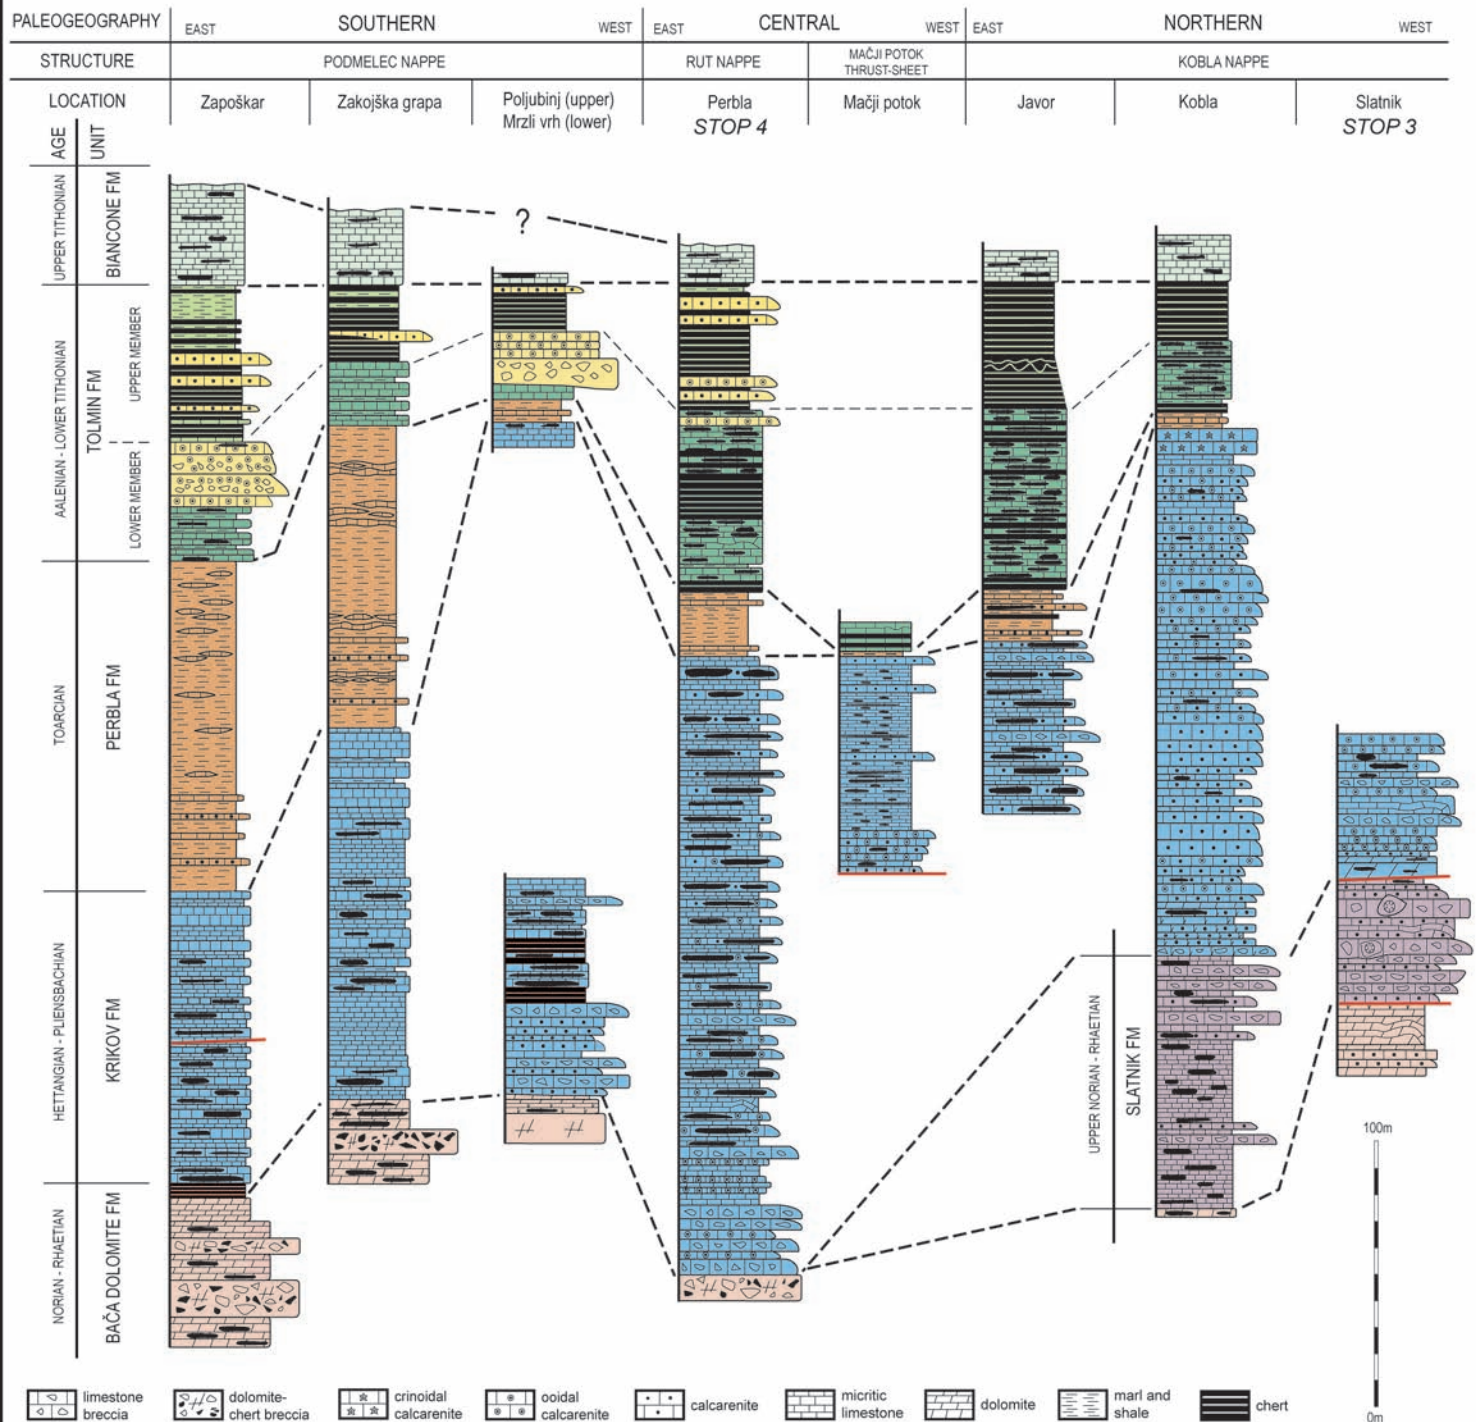 PALEOGEOGRAPHY EAST SOUTHERN WEST EAST CENTRAL WEST EAST NORTHERN WEST
STRUCTURE PODMELEC NAPPE RUT NAPPE MAČJI POTOK KOBLA NAPPE
THRUST-SHEET
LOCATION Zapoškar Zakojška grapa Poljubinj (upper) Perbla Mačji potok Javor Kobla Slatnik
Mrzli vrh (lower) STOP 4 STOP 3
AGE UNIT
UPPER TITHONIAN
BIANCONE FM
?
AALENIAN - LOWER TITHONIAN
TOLMIN FM
UPPER MEMBER
LOWER MEMBER
TOARCIAN
PERBLA FM
HETTANGIAN - PLIENSBACHIAN
KRIKOV FM
NORIAN - RHAETIAN
BAČA DOLOMITE FM
UPPER NORIAN - RHAETIAN
SLATNIK FM
100m
0m
limestone dolomite- crinoidal ooidal calcarenite micritic dolomite marl and chert
breccia chert breccia calcarenite calcarenite limestone shale